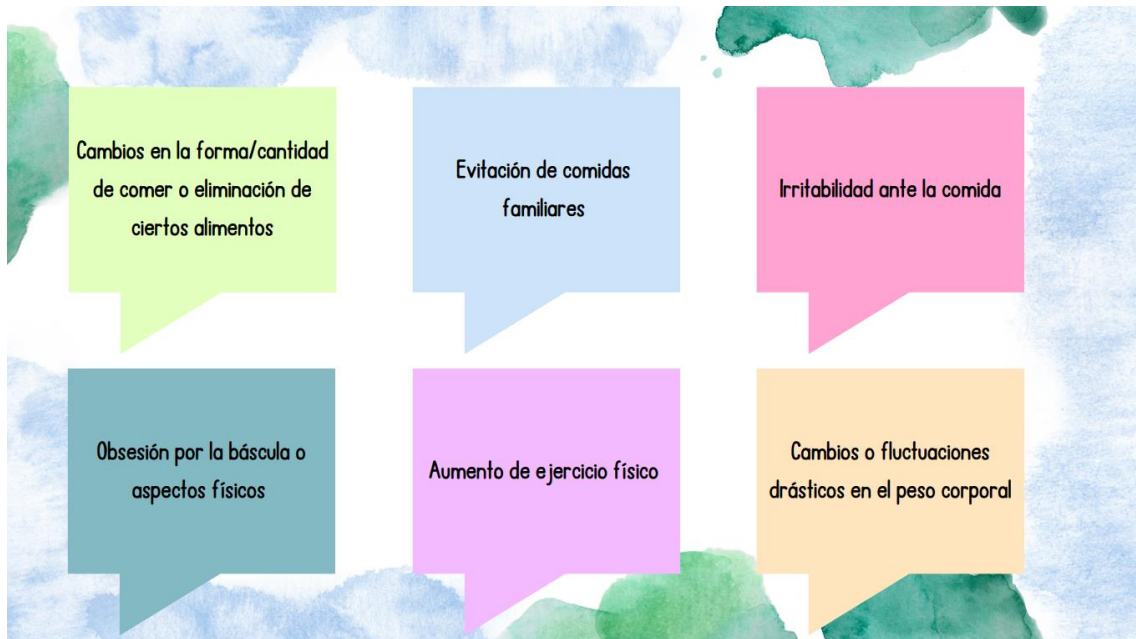 Cambios en la forma/cantidad
de comer o eliminación de
ciertos alimentos
Evitación de comidas
familiares
Irritabilidad ante la comida
Obsesión por la báscula o
aspectos físicos
Aumento de ejercicio físico
Cambios o fluctuaciones
drásticos en el peso corporal